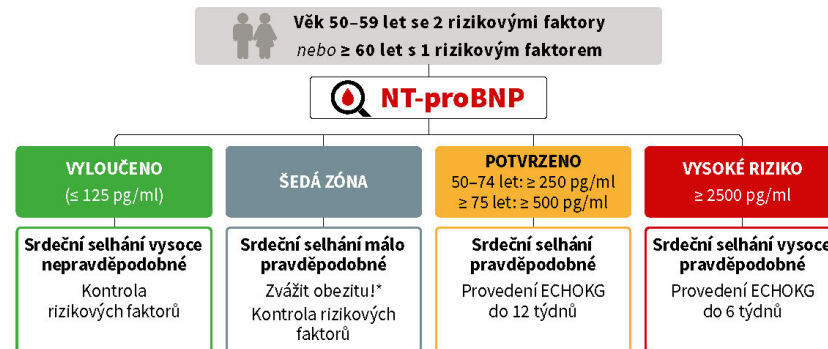 Věk 50–59 let se 2 rizikovými faktory
nebo ≥ 60 let s 1 rizikovým faktorem
NT-proBNP
VYLOUČENO
(≤ 125 pg/ml)
ŠEDÁ ZÓNA
POTVRZENO
50–74 let: ≥ 250 pg/ml
≥ 75 let: ≥ 500 pg/ml
VYSOKÉ RIZIKO
≥ 2500 pg/ml
Srdeční selhání vysoce
nepravděpodobné
Kontrola
rizikových faktorů
Srdeční selhání málo
pravděpodobné
Zvážit obezitu!*
Kontrola rizikových
faktorů
Srdeční selhání
pravděpodobné
Provedení ECHOKG
do 12 týdnů
Srdeční selhání vysoce
pravděpodobné
Provedení ECHOKG
do 6 týdnů